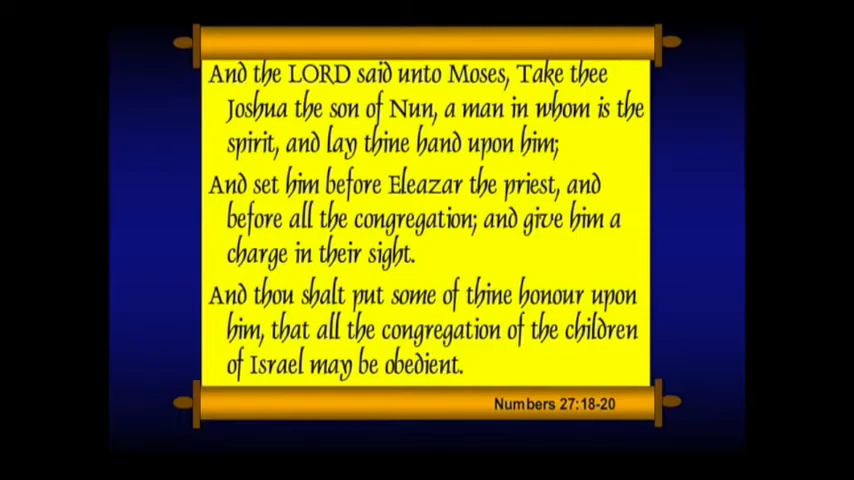 And the LORD said unto Moses, Take thee
Joshua the son of Nun, a man in whom is the
spirit, and lay thine hand upon him;
And set him before Eleazar the priest, and
before all the congregation; and give him a
charge in their sight.
And thou shalt put some of thine honour upon
him, that all the congregation of the children
of Israel may be obedient.
Numbers 27:18-20